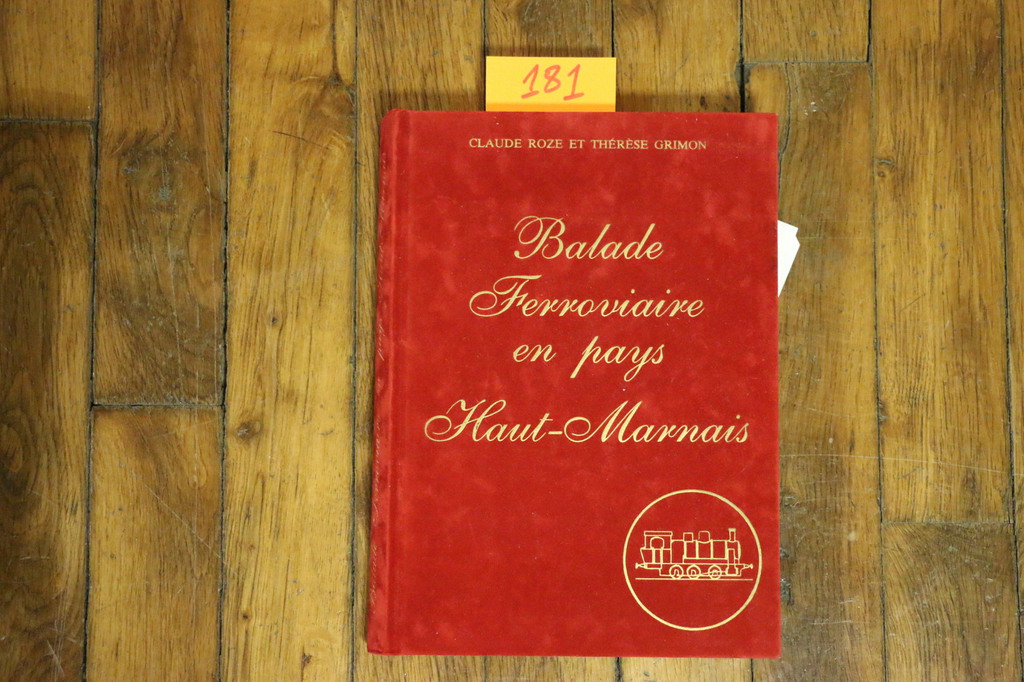 181
CLAUDE ROZE ET THÉRÈSE GRIMON
Balade
Ferroviaire
en pays
Haut-Marnais